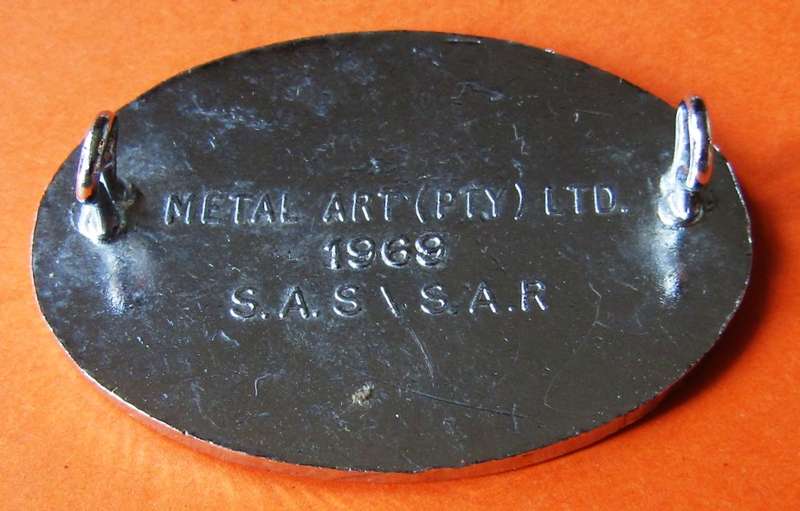 METAL ART (PTY) LTD.
1969
S.A.S \ S.A.R